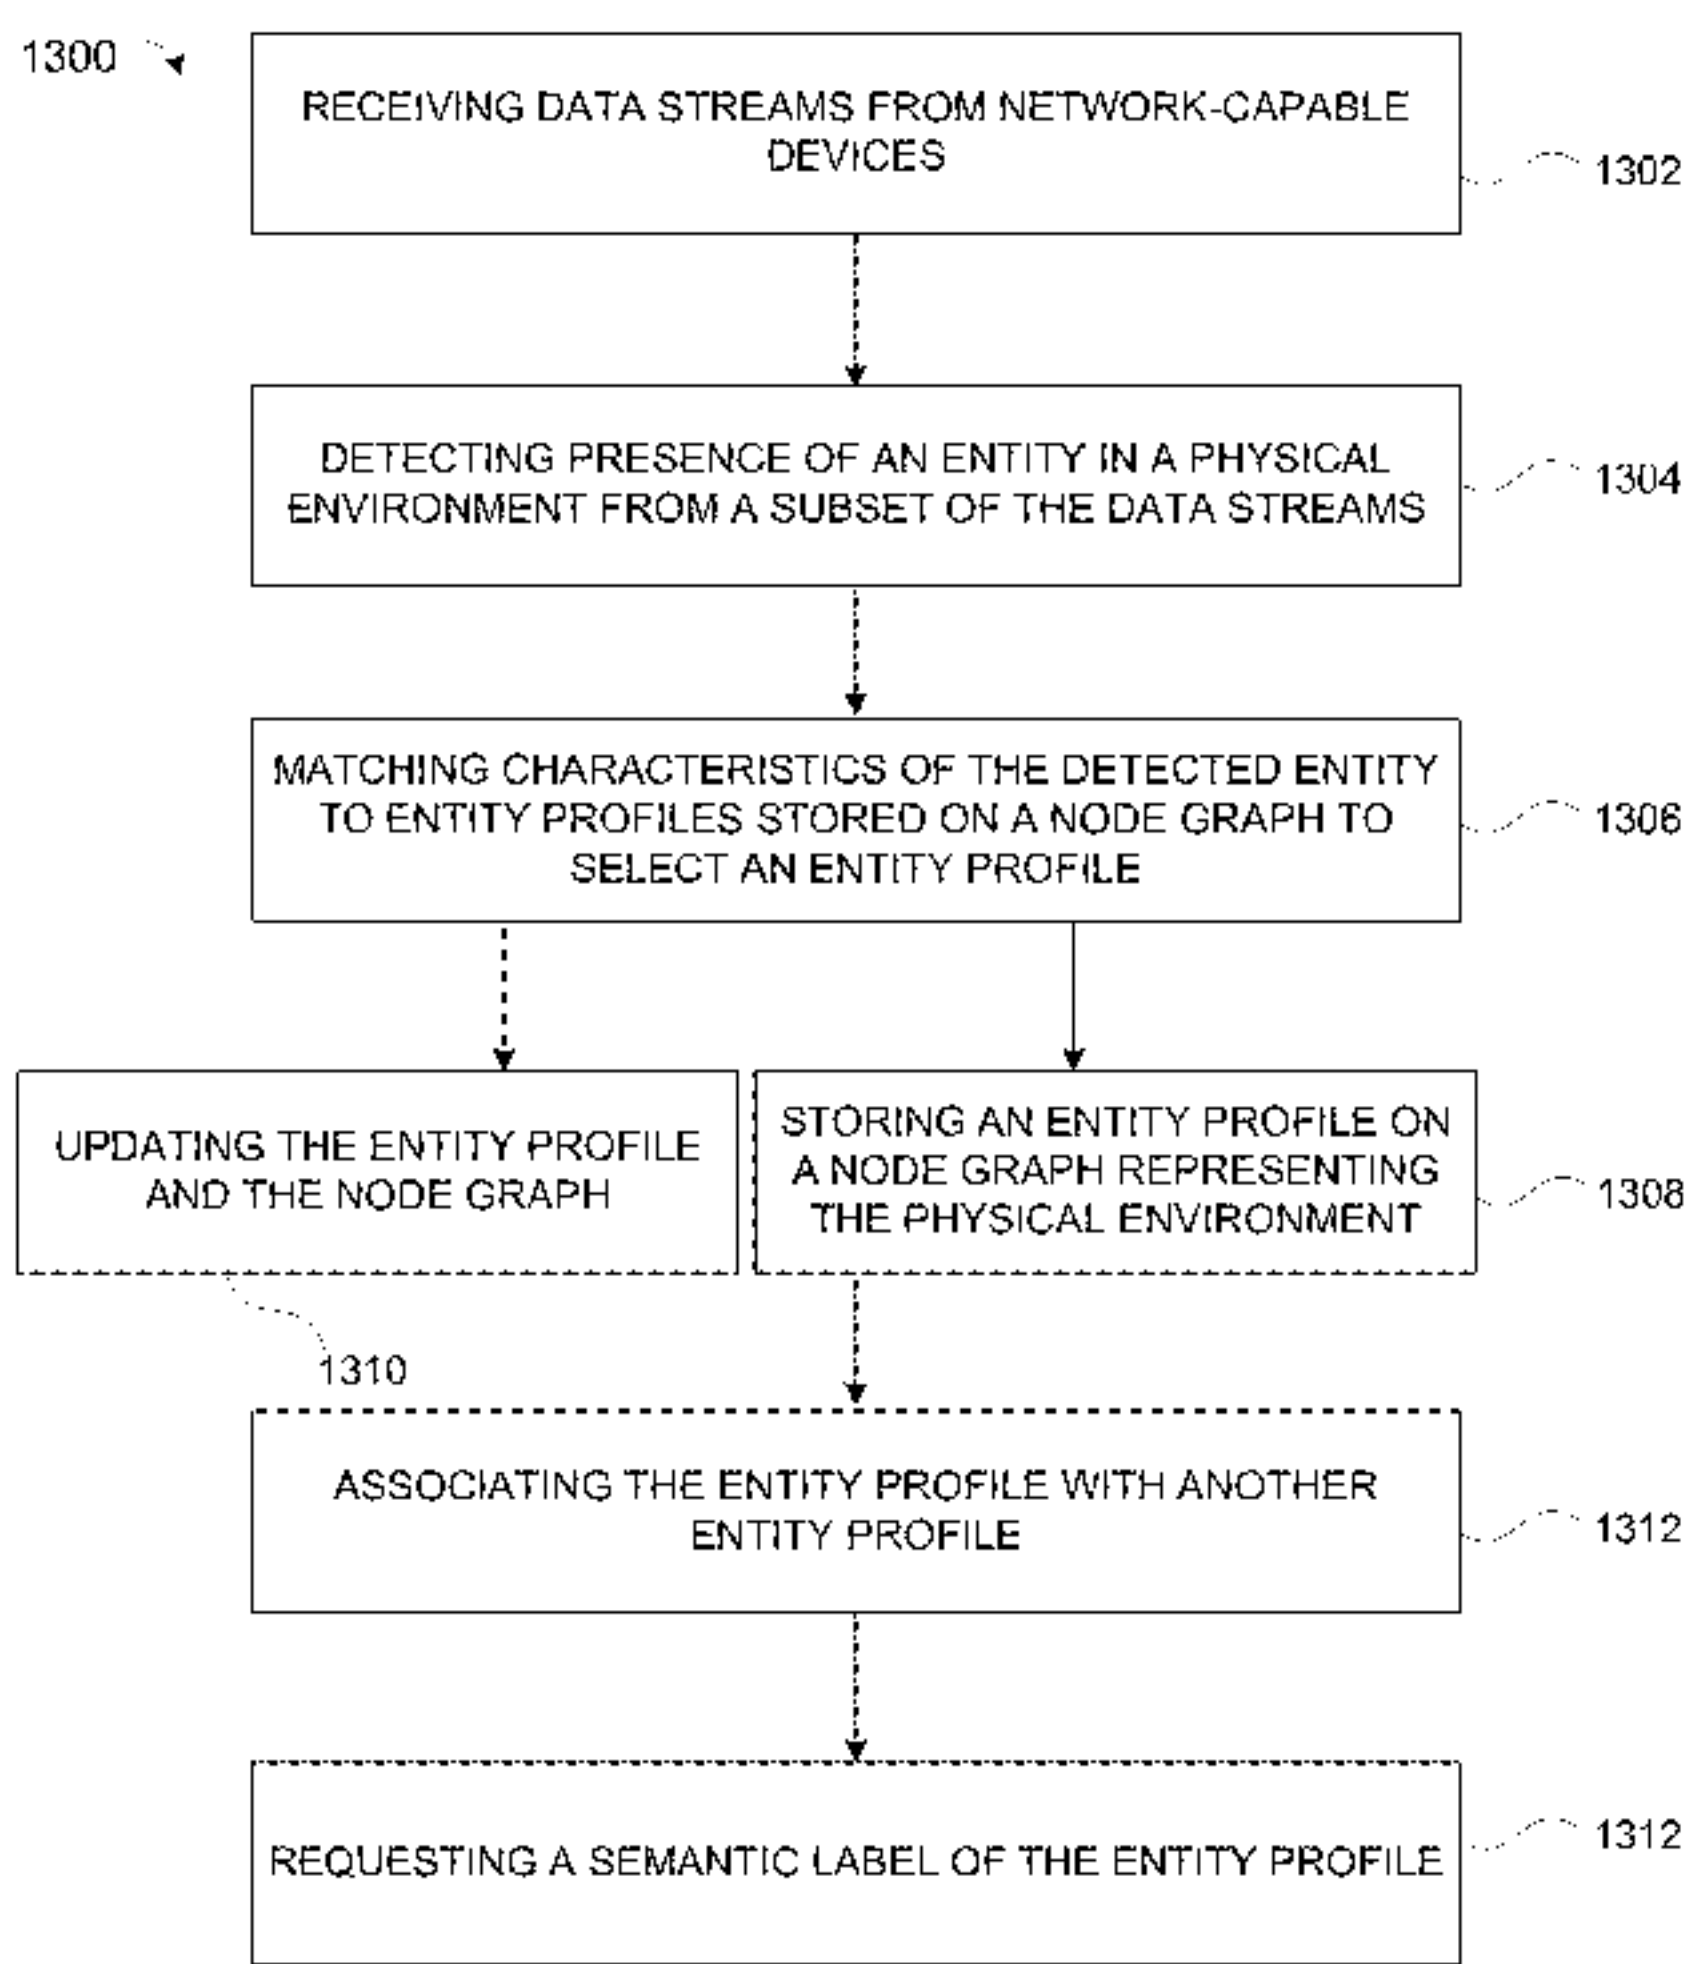 1300
RECEIVING DATA STREAMS FROM NETWORK-CAPABLE
DEVICES
1302
DETECTING PRESENCE OF AN ENTITY IN A PHYSICAL
ENVIRONMENT FROM A SUBSET OF THE DATA STREAMS
1304
MATCHING CHARACTERISTICS OF THE DETECTED ENTITY
TO ENTITY PROFILES STORED ON A NODE GRAPH TO
SELECT AN ENTITY PROFILE
1306
UPDATING THE ENTITY PROFILE
AND THE NODE GRAPH
1310
STORING AN ENTITY PROFILE ON
A NODE GRAPH REPRESENTING
THE PHYSICAL ENVIRONMENT
1308
ASSOCIATING THE ENTITY PROFILE WITH ANOTHER
ENTITY PROFILE
1312
REQUESTING A SEMANTIC LABEL OF THE ENTITY PROFILE
1312